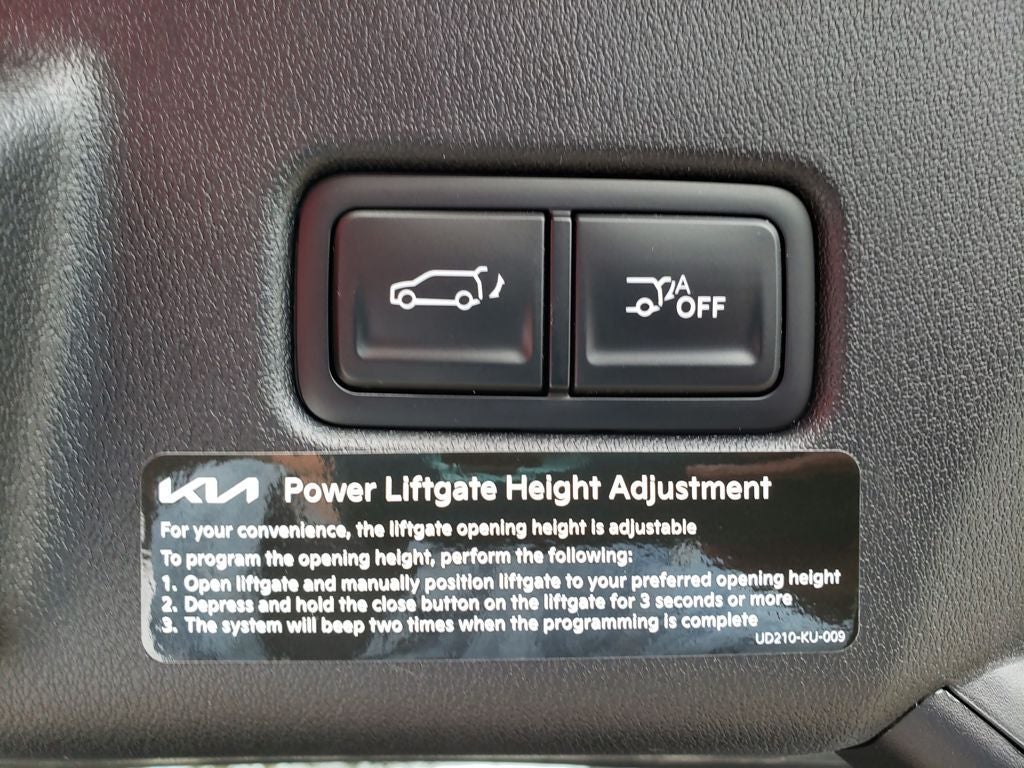 A
OFF
KIA Power Liftgate Height Adjustment
For your convenience, the liftgate opening height is adjustable
To program the opening height, perform the following:
1. Open liftgate and manually position liftgate to your preferred opening height
2. Depress and hold the close button on the liftgate for 3 seconds or more
3. The system will beep two times when the programming is complete
UD210-KU-009